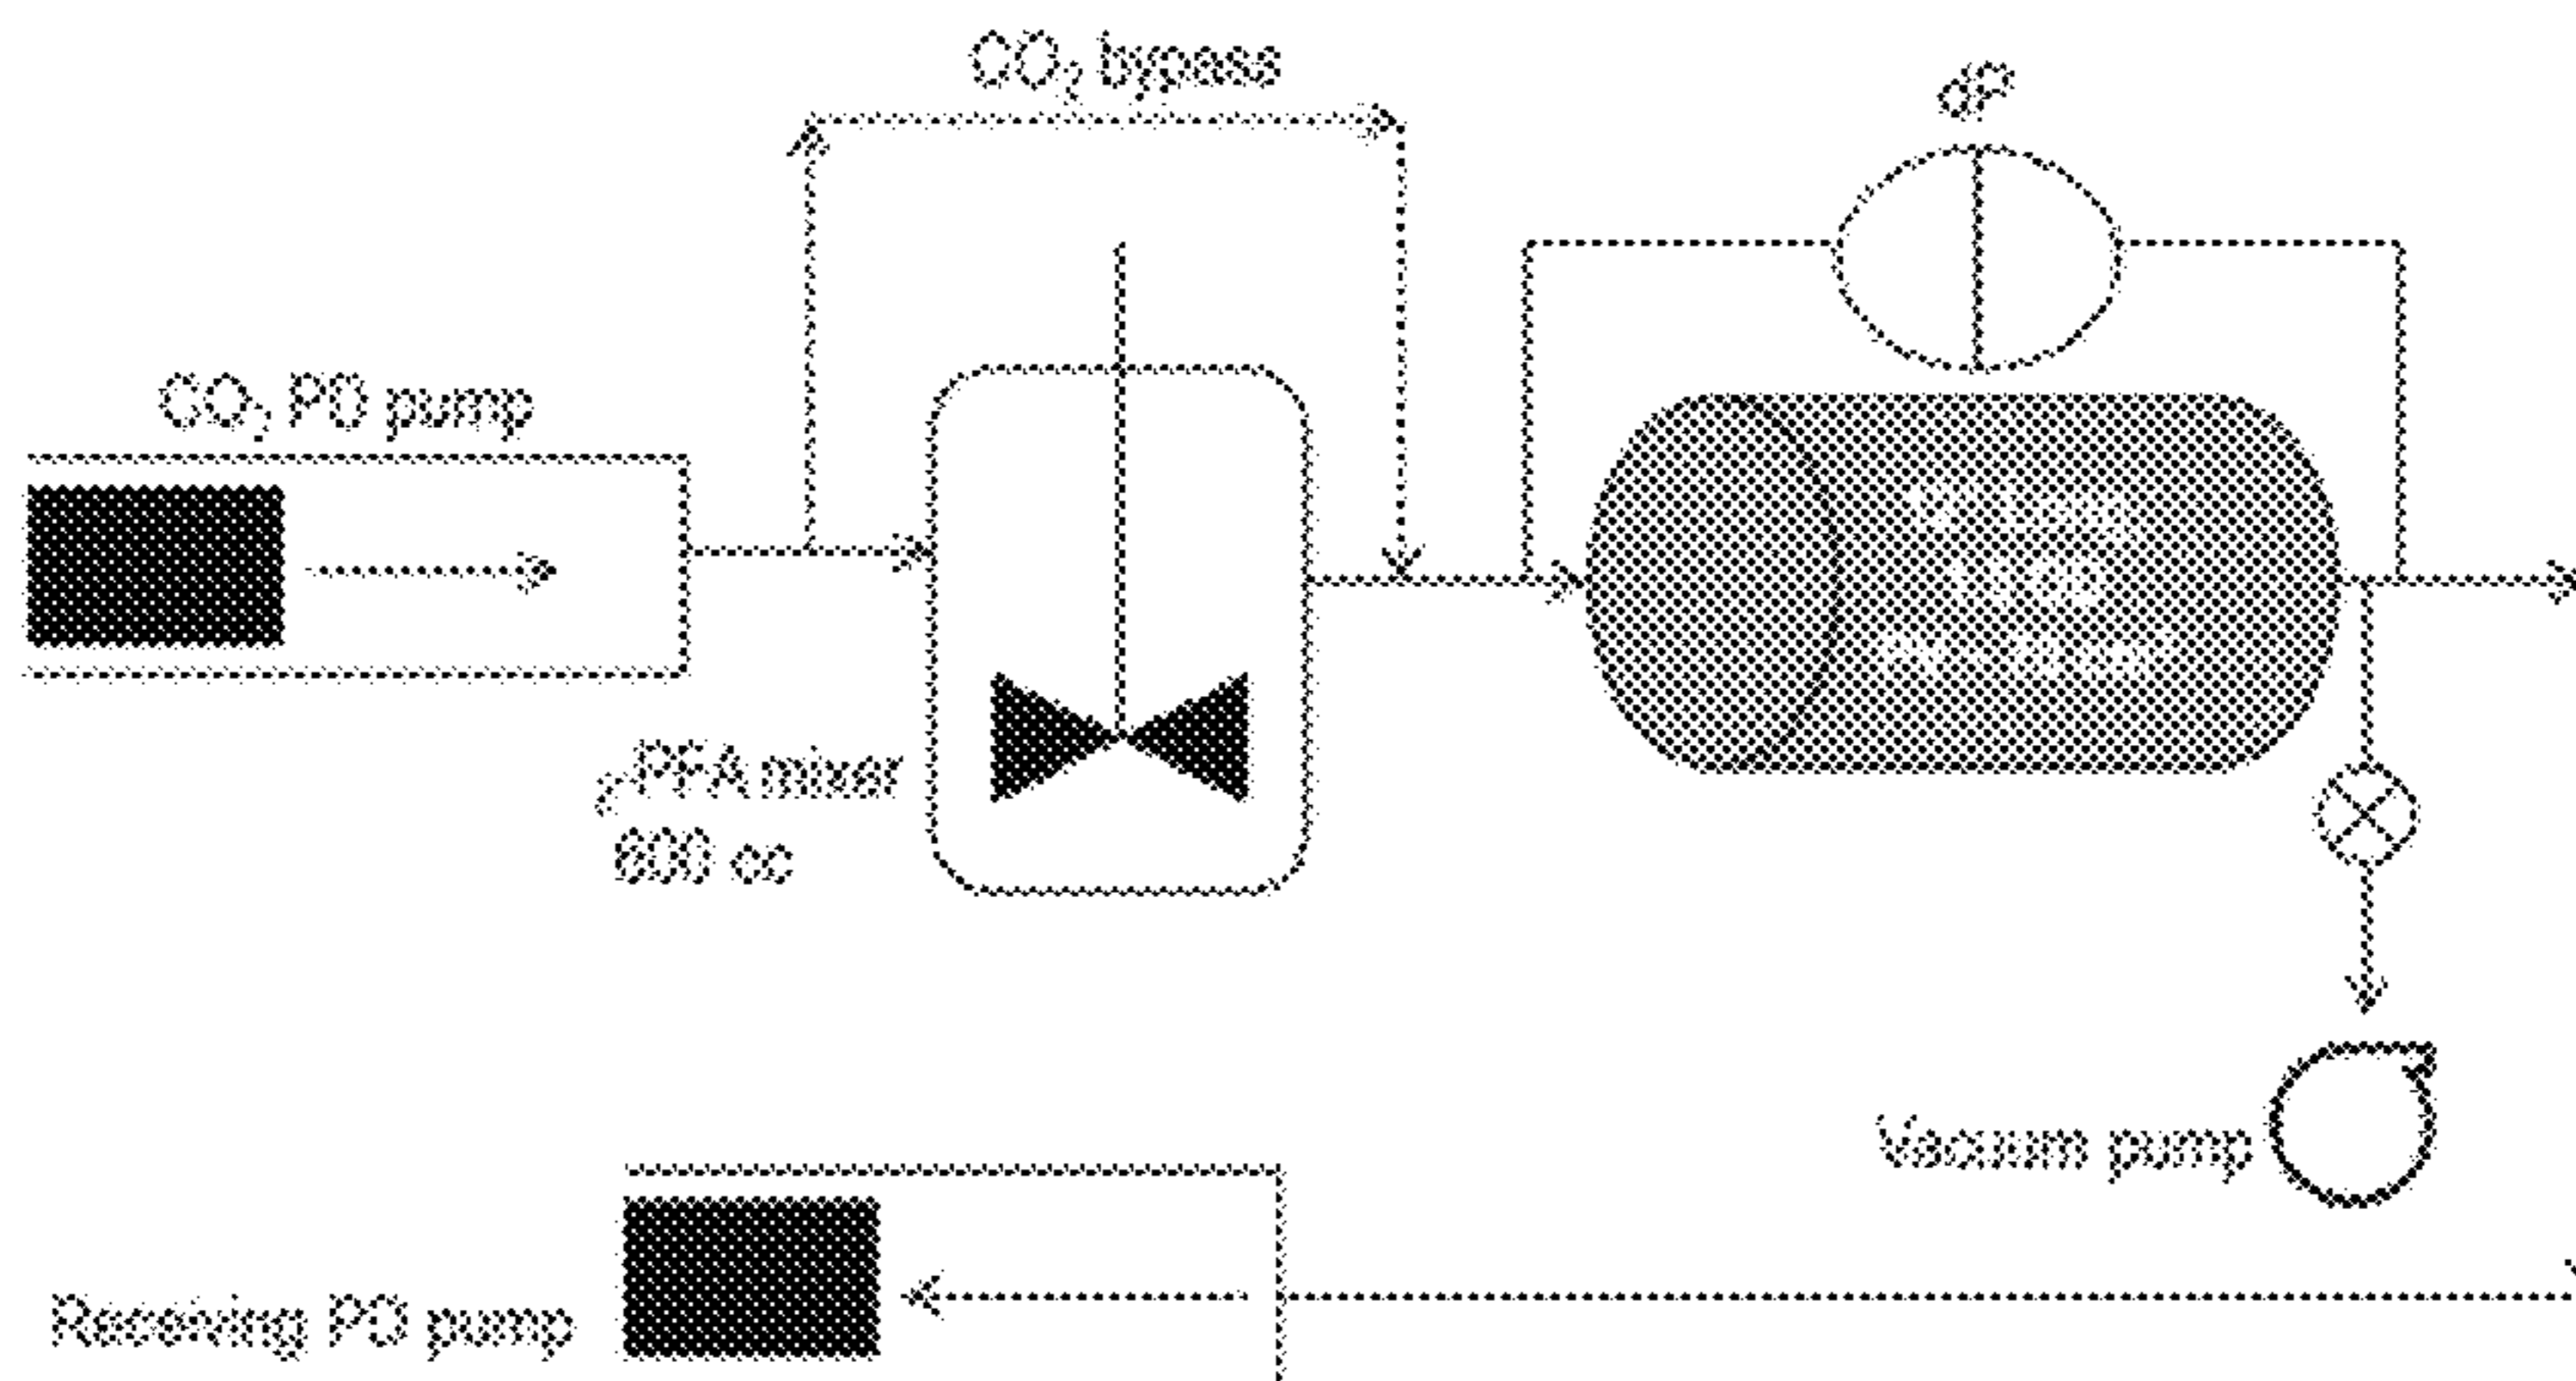 CO₂ bypass
dP
CO₂ PD pump
PFA mixer
600 cc
Vacuum pump
Receiving PD pump